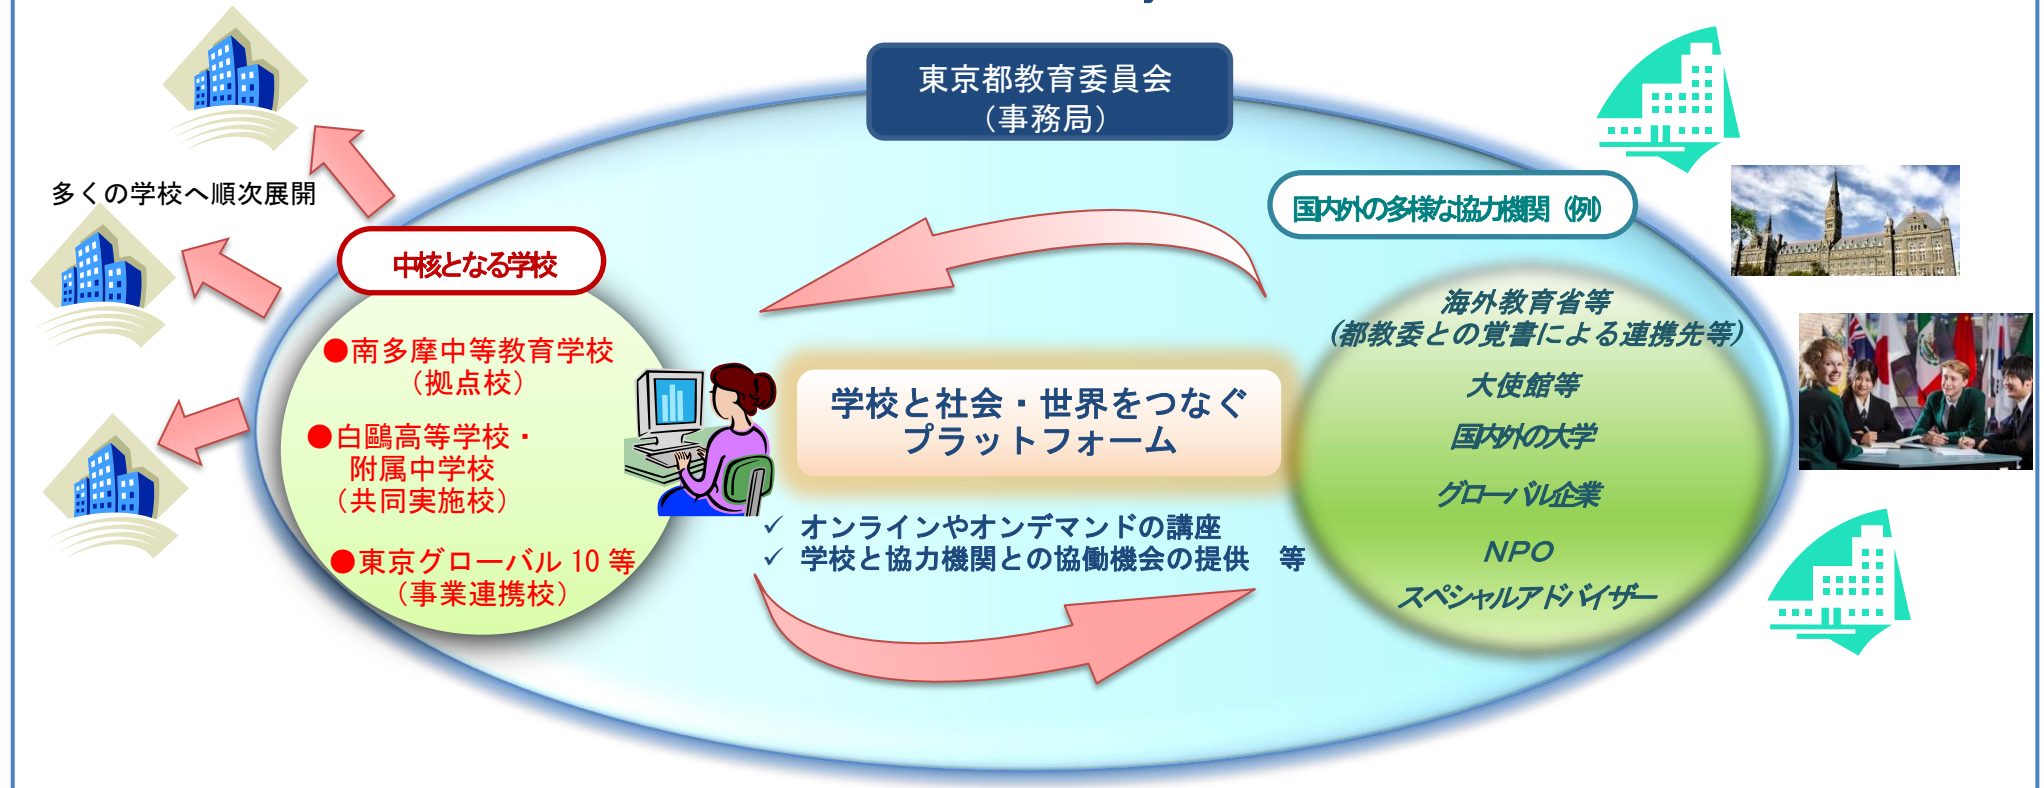 東京都教育委員会
（事務局）
国内外の多様な協力機関（例）
多くの学校へ順次展開
中核となる学校
●南多摩中等教育学校
（拠点校）
●白鷗高等学校・
附属中学校
（共同実施校）
●東京グローバル 10 等
（事業連携校）
学校と社会・世界をつなぐ
プラットフォーム
✓ オンラインやオンデマンドの講座
✓ 学校と協力機関との協働機会の提供　等
海外教育省等
（都教委との覚書による連携先等）
大使館等
国内外の大学
グローバル企業
NPO
スペシャルアドバイザー